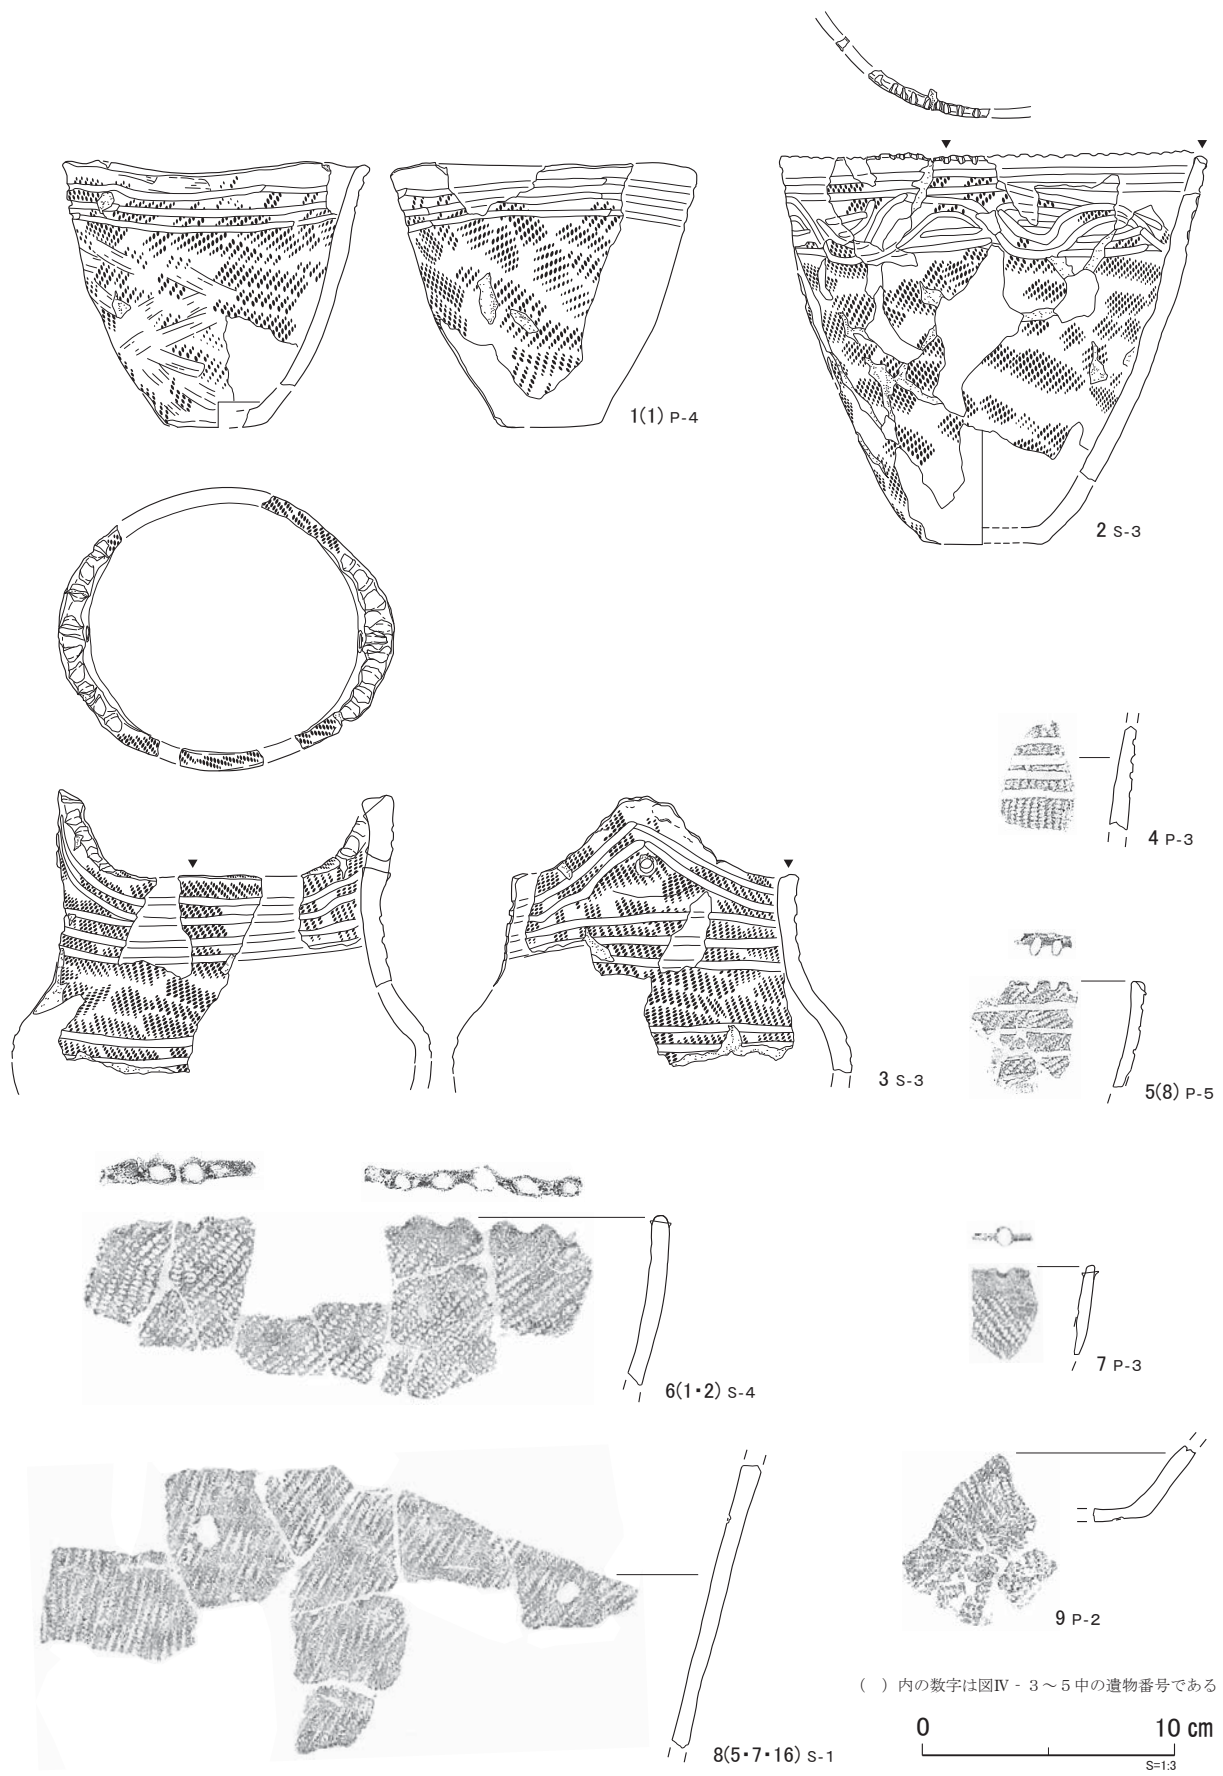 1(1) P-4
2 S-3
3 S-3
4 P-3
5(8) P-5
6(1・2) S-4
7 P-3
8(5・7・16) S-1
9 P-2
（　）内の数字は図Ⅳ - 3～5中の遺物番号である
0 10 cm
S=1:3